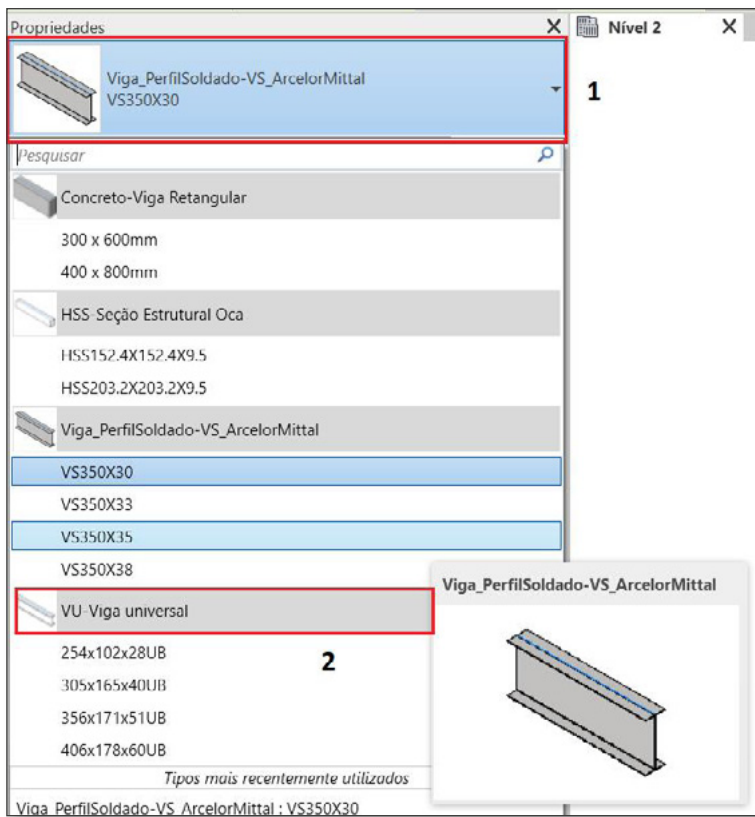 Propriedades
Nível 2
Viga_PerfilSoldado-VS_ArcelorMittal
VS350X30
1
Pesquisar
Concreto-Viga Retangular
300 x 600mm
400 x 800mm
HSS-Seção Estrutural Oca
HSS152.4X152.4X9.5
HSS203.2X203.2X9.5
Viga_PerfilSoldado-VS_ArcelorMittal
VS350X30
VS350X33
VS350X35
VS350X38
VU-Viga universal
254x102x28UB
305x165x40UB
356x171x51UB
406x178x60UB
2
Tipos mais recentemente utilizados
Viga_PerfilSoldado-VS_ArcelorMittal : VS350X30
Viga_PerfilSoldado-VS_ArcelorMittal